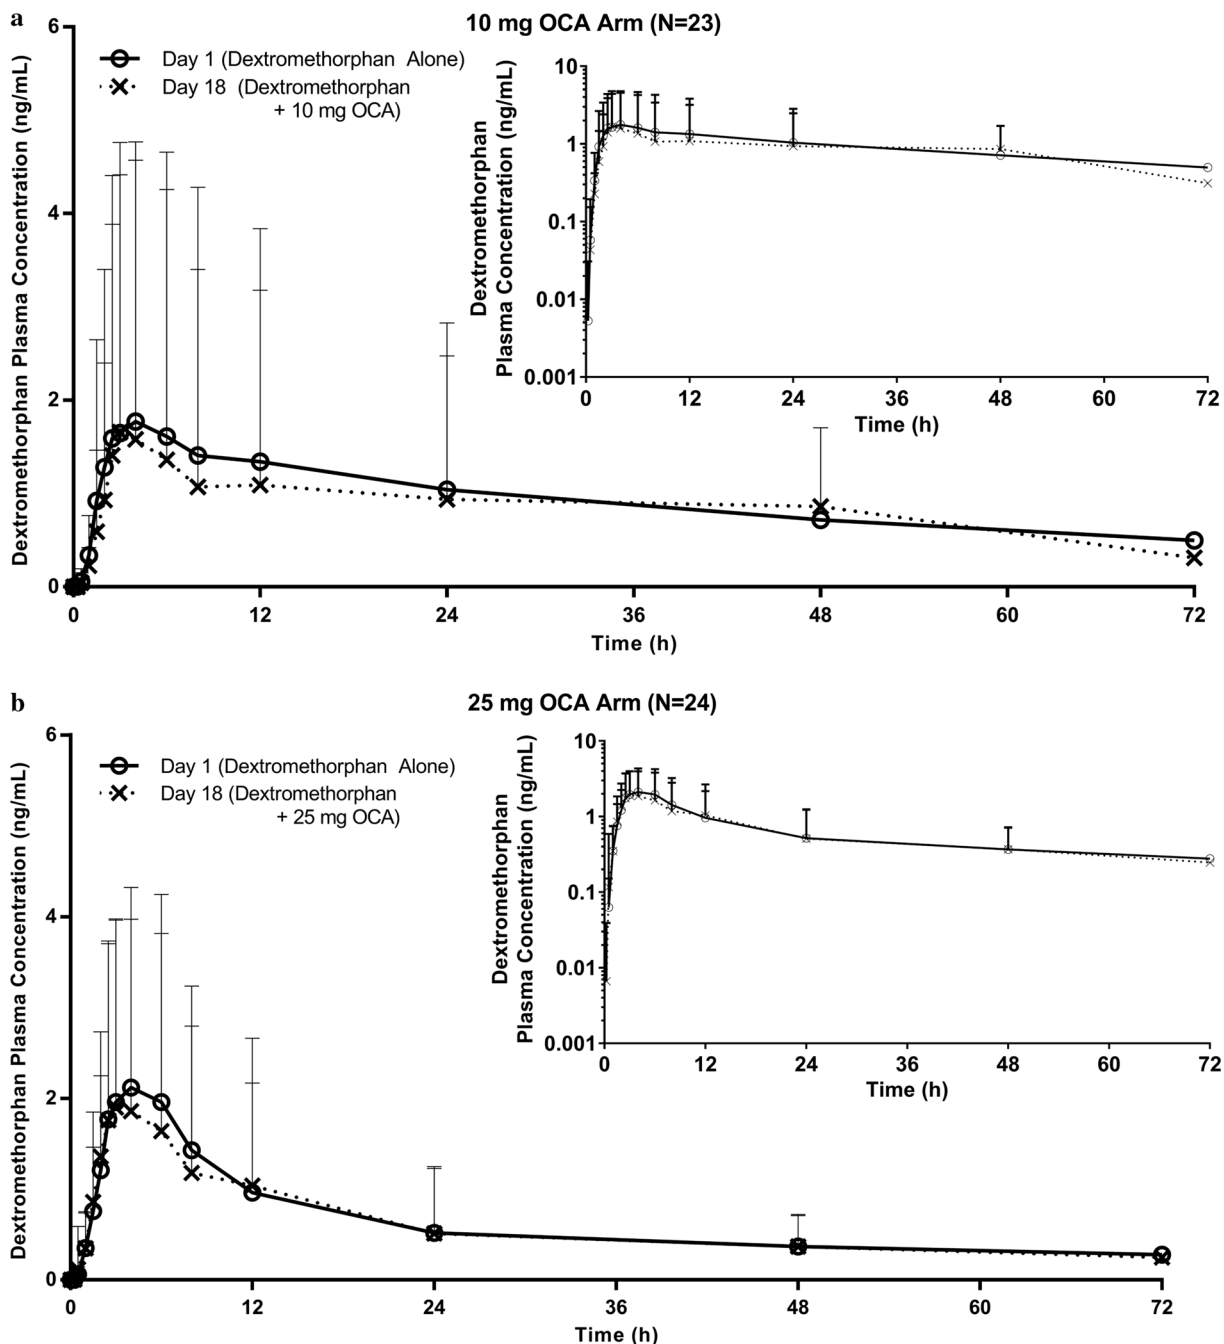 a
10 mg OCA Arm (N=23)
Dextromethorphan Plasma Concentration (ng/mL)
6
4
2
0
Day 1 (Dextromethorphan Alone)
Day 18 (Dextromethorphan
+ 10 mg OCA)
Dextromethorphan
Plasma Concentration (ng/mL)
10
1
0.1
0.01
0.001
0 12 24 36 48 60 72
Time (h)
0 12 24 36 48 60 72
Time (h)
b
25 mg OCA Arm (N=24)
Dextromethorphan Plasma Concentration (ng/mL)
6
4
2
0
Day 1 (Dextromethorphan Alone)
Day 18 (Dextromethorphan
+ 25 mg OCA)
Dextromethorphan
Plasma Concentration (ng/mL)
10
1
0.1
0.01
0.001
0 12 24 36 48 60 72
Time (h)
0 12 24 36 48 60 72
Time (h)